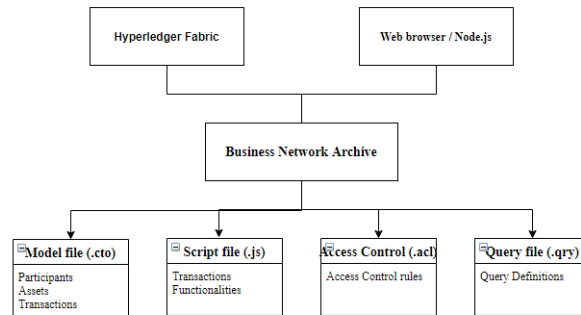 Hyperledger Fabric
Web browser / Node.js
Business Network Archive
Model file (.cto)
Participants
Assets
Transactions
Script file (.js)
Transactions
Functionalities
Access Control (.acl)
Access Control rules
Query file (.qry)
Query Definitions